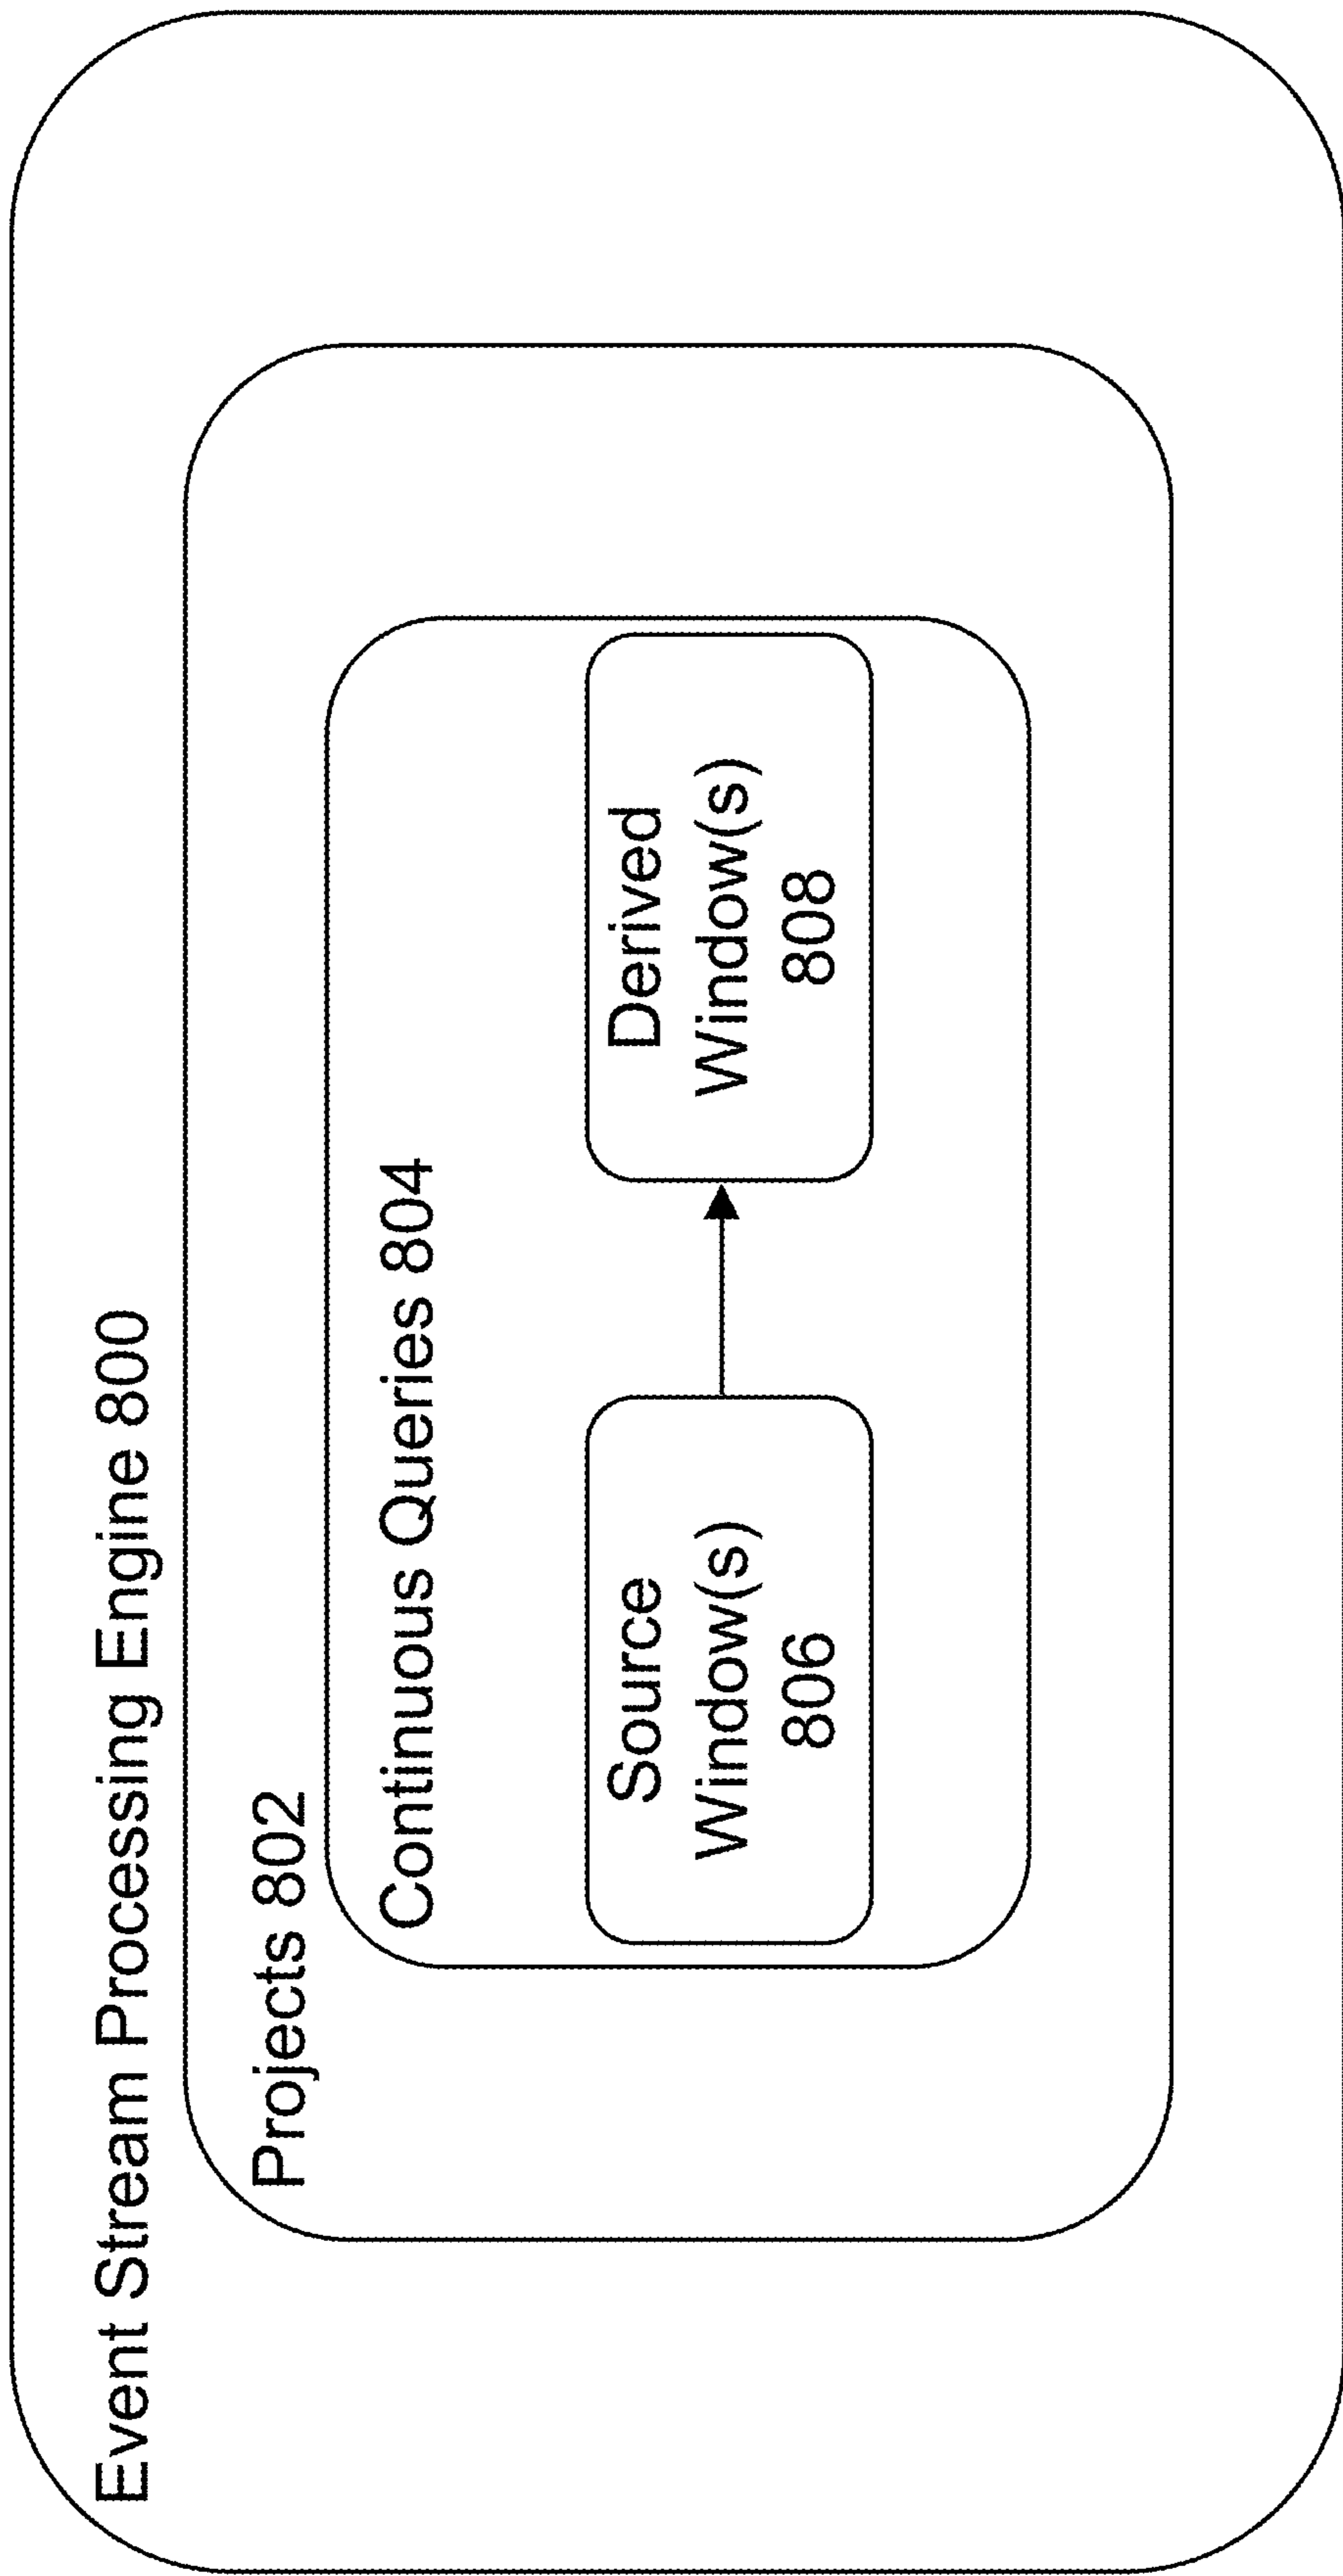 Event Stream Processing Engine 800
Projects 802
Continuous Queries 804
Source
Window(s)
806
Derived
Window(s)
808